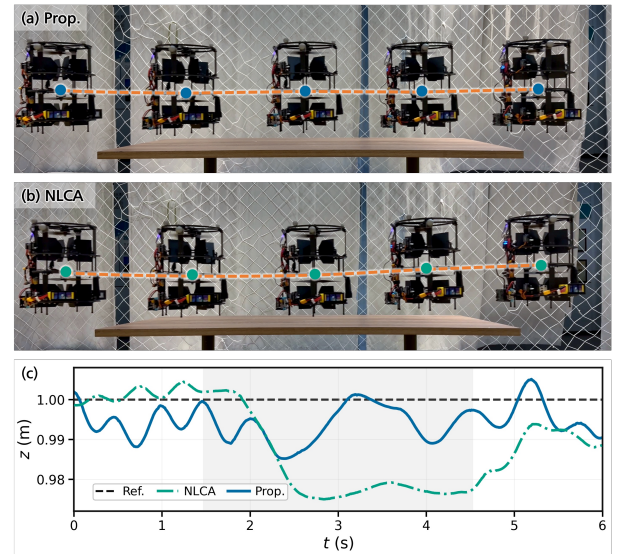 (a) Prop.
(b) NLCA
(c)
1.00
0.99
0.98
z (m)
Ref. NLCA Prop.
0 1 2 3 4 5 6
t (s)